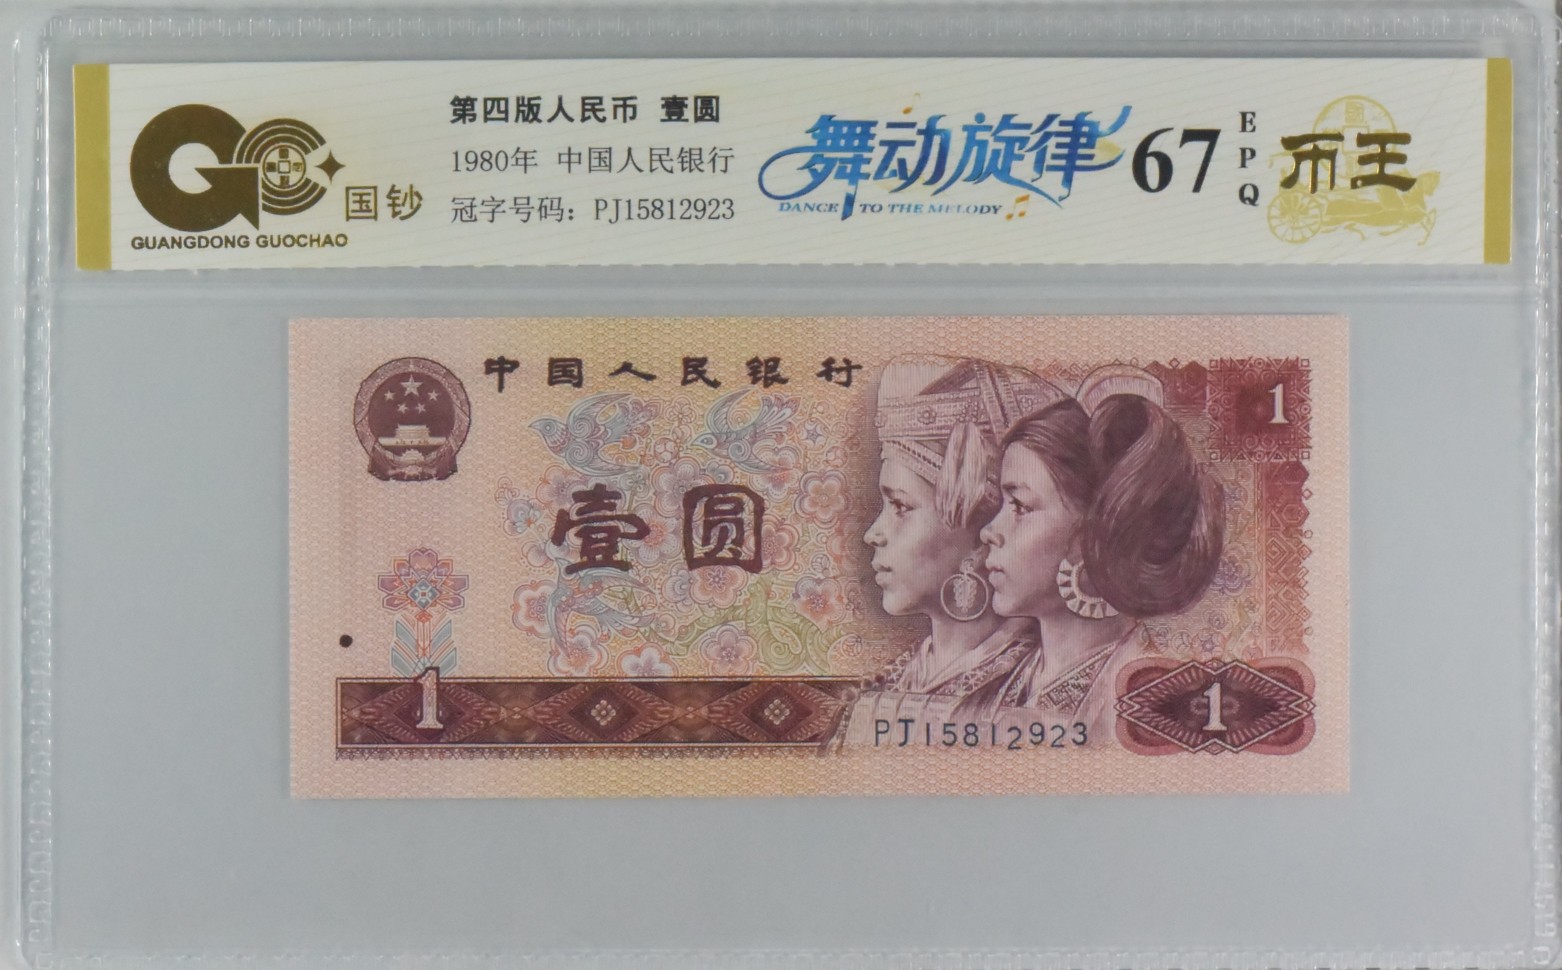 GUANGDONG GUOCHAO
国钞
第四版人民币 壹圆
1980年 中国人民银行
冠字号码：PJ15812923
舞动旋律
DANCE TO THE MELODY
67
EPQ
币王
中国人民银行
1
壹圆
1
PJ15812923
1